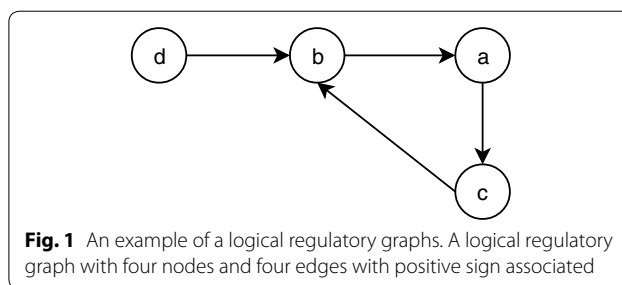 d b a
c
Fig. 1 An example of a logical regulatory graphs. A logical regulatory
graph with four nodes and four edges with positive sign associated